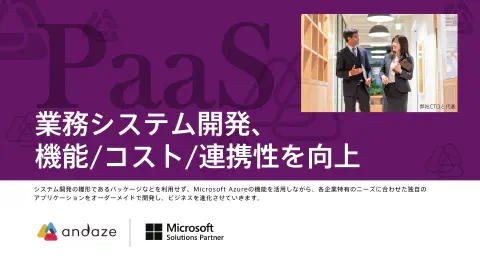 PaaS
弊社CTOと代表
業務システム開発、
機能/コスト/連携性を向上
システム開発の雛形であるパッケージなどを利用せず、Microsoft Azureの機能を活用しながら、各企業特有のニーズに合わせた独自の
アプリケーションをオーダーメイドで開発し、ビジネスを進化させていきます。
andaze
Microsoft
Solutions Partner